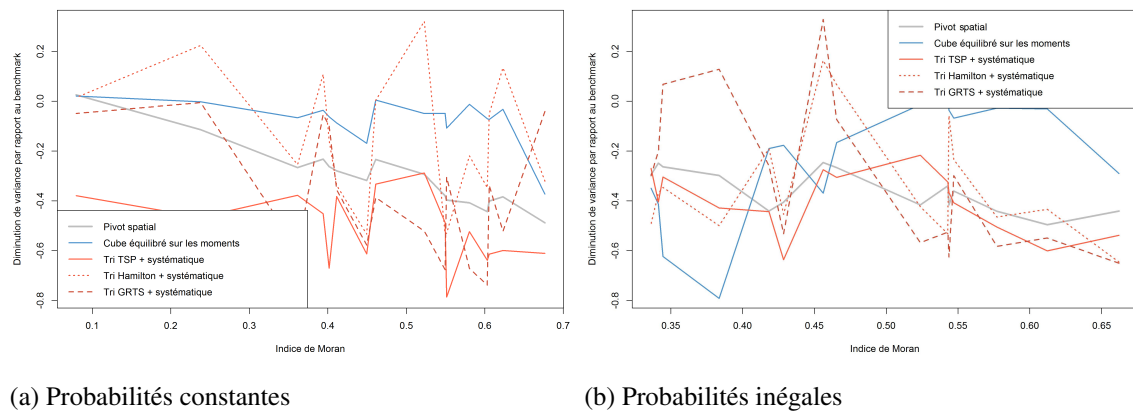 Diminution de variance par rapport au benchmark
0.2
0.0
-0.2
-0.4
-0.6
-0.8
Pivot spatial
Cube équilibré sur les moments
Tri TSP + systématique
Tri Hamilton + systématique
Tri GRTS + systématique
0.1 0.2 0.3 0.4 0.5 0.6 0.7
Indice de Moran
(a) Probabilités constantes
Diminution de variance par rapport au benchmark
0.2
0.0
-0.2
-0.4
-0.6
-0.8
Pivot spatial
Cube équilibré sur les moments
Tri TSP + systématique
Tri Hamilton + systématique
Tri GRTS + systématique
0.35 0.40 0.45 0.50 0.55 0.60 0.65
Indice de Moran
(b) Probabilités inégales